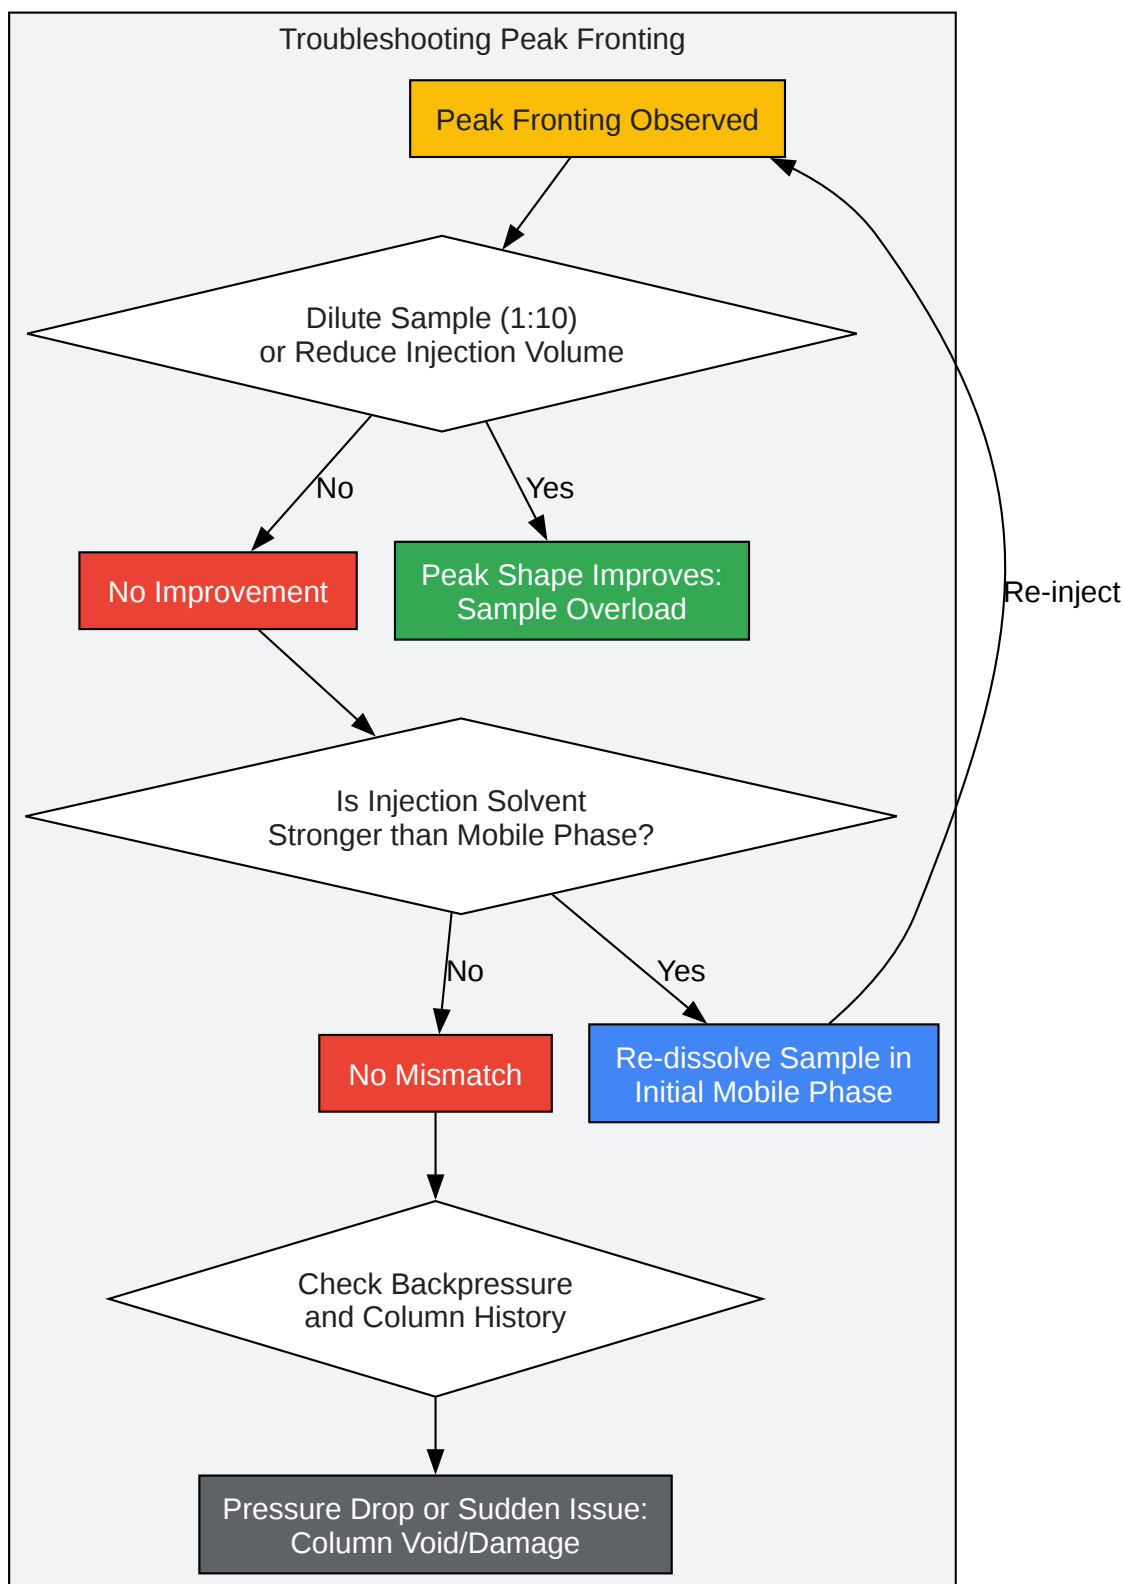 Troubleshooting Peak Fronting
Peak Fronting Observed
Dilute Sample (1:10)
or Reduce Injection Volume
No
Yes
No Improvement
Peak Shape Improves:
Sample Overload
Re-inject
Is Injection Solvent
Stronger than Mobile Phase?
No
Yes
No Mismatch
Re-dissolve Sample in
Initial Mobile Phase
Check Backpressure
and Column History
Pressure Drop or Sudden Issue:
Column Void/Damage